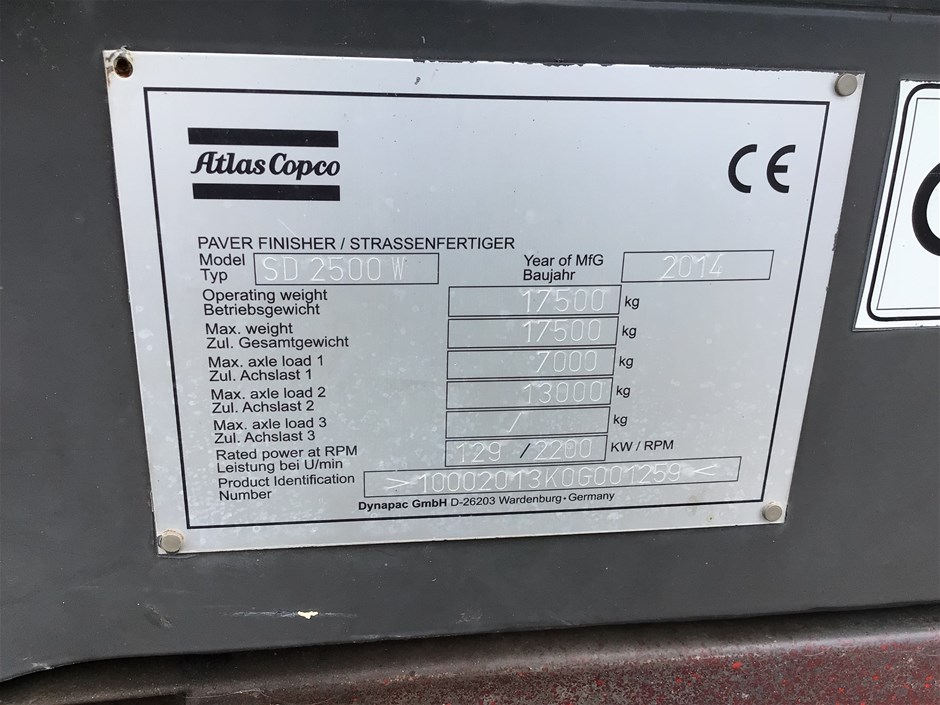 Atlas Copco
CE
PAVER FINISHER / STRASSENFERTIGER
Model SD 2500 W Year of MfG 2014
Typ Baujahr
Operating weight 17500 kg
Betriebsgewicht
Max. weight 17500 kg
Zul. Gesamtgewicht
Max. axle load 1 7000 kg
Zul. Achslast 1
Max. axle load 2 13000 kg
Zul. Achslast 2
Max. axle load 3 / kg
Zul. Achslast 3
Rated power at RPM 129 / 2200 KW / RPM
Leistung bei U/min
Product Identification >10002013K0G001259<
Number
Dynapac GmbH D-26203 Wardenburg · Germany